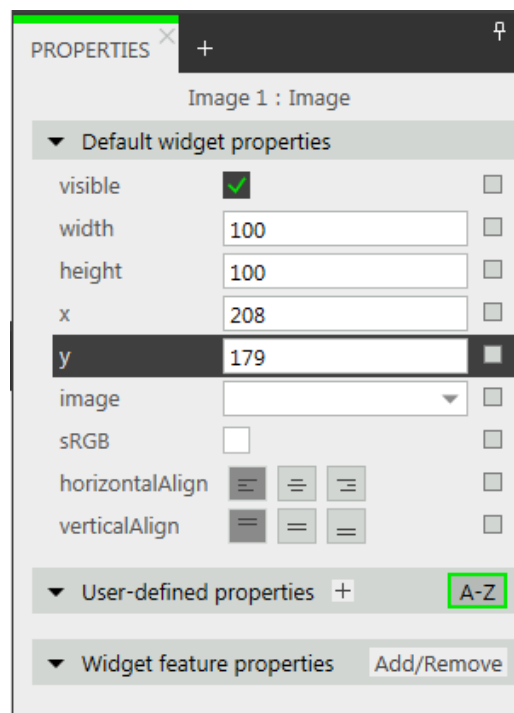 PROPERTIES
Image 1 : Image
Default widget properties
visible
width 100
height 100
x 208
y 179
image
sRGB
horizontalAlign
verticalAlign
User-defined properties + A-Z
Widget feature properties Add/Remove